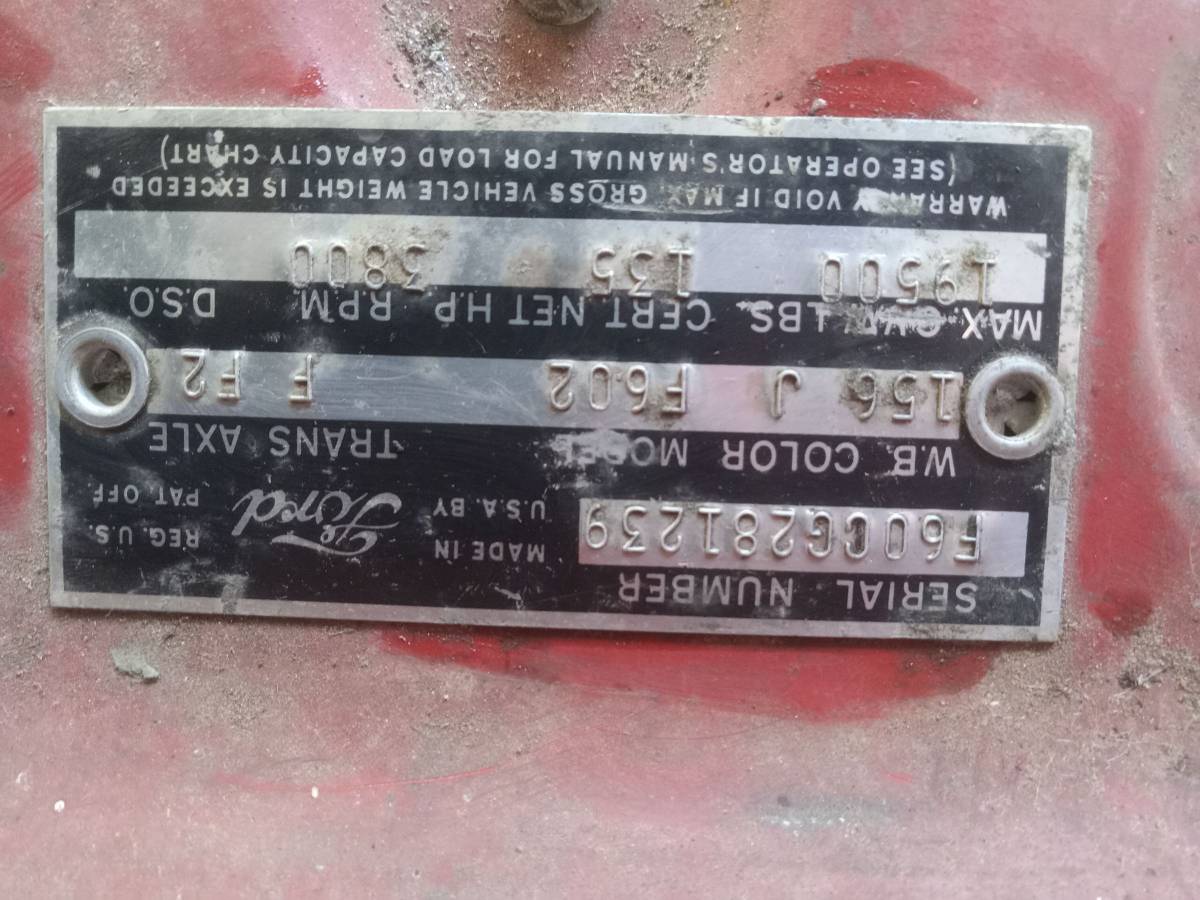 SERIAL NUMBER
F60CG281239
MADE IN
U.S.A. BY
Ford
REG. U.S.
PAT. OFF.
W.B. COLOR MODEL TRANS AXLE
156 J F602 F F2
MAX. G.V.W. LBS. CERT NET H.P. R.P.M. D.S.O.
19500 135 3800
WARRANTY VOID IF MAX. GROSS VEHICLE WEIGHT IS EXCEEDED
(SEE OPERATOR'S MANUAL FOR LOAD CAPACITY CHART)